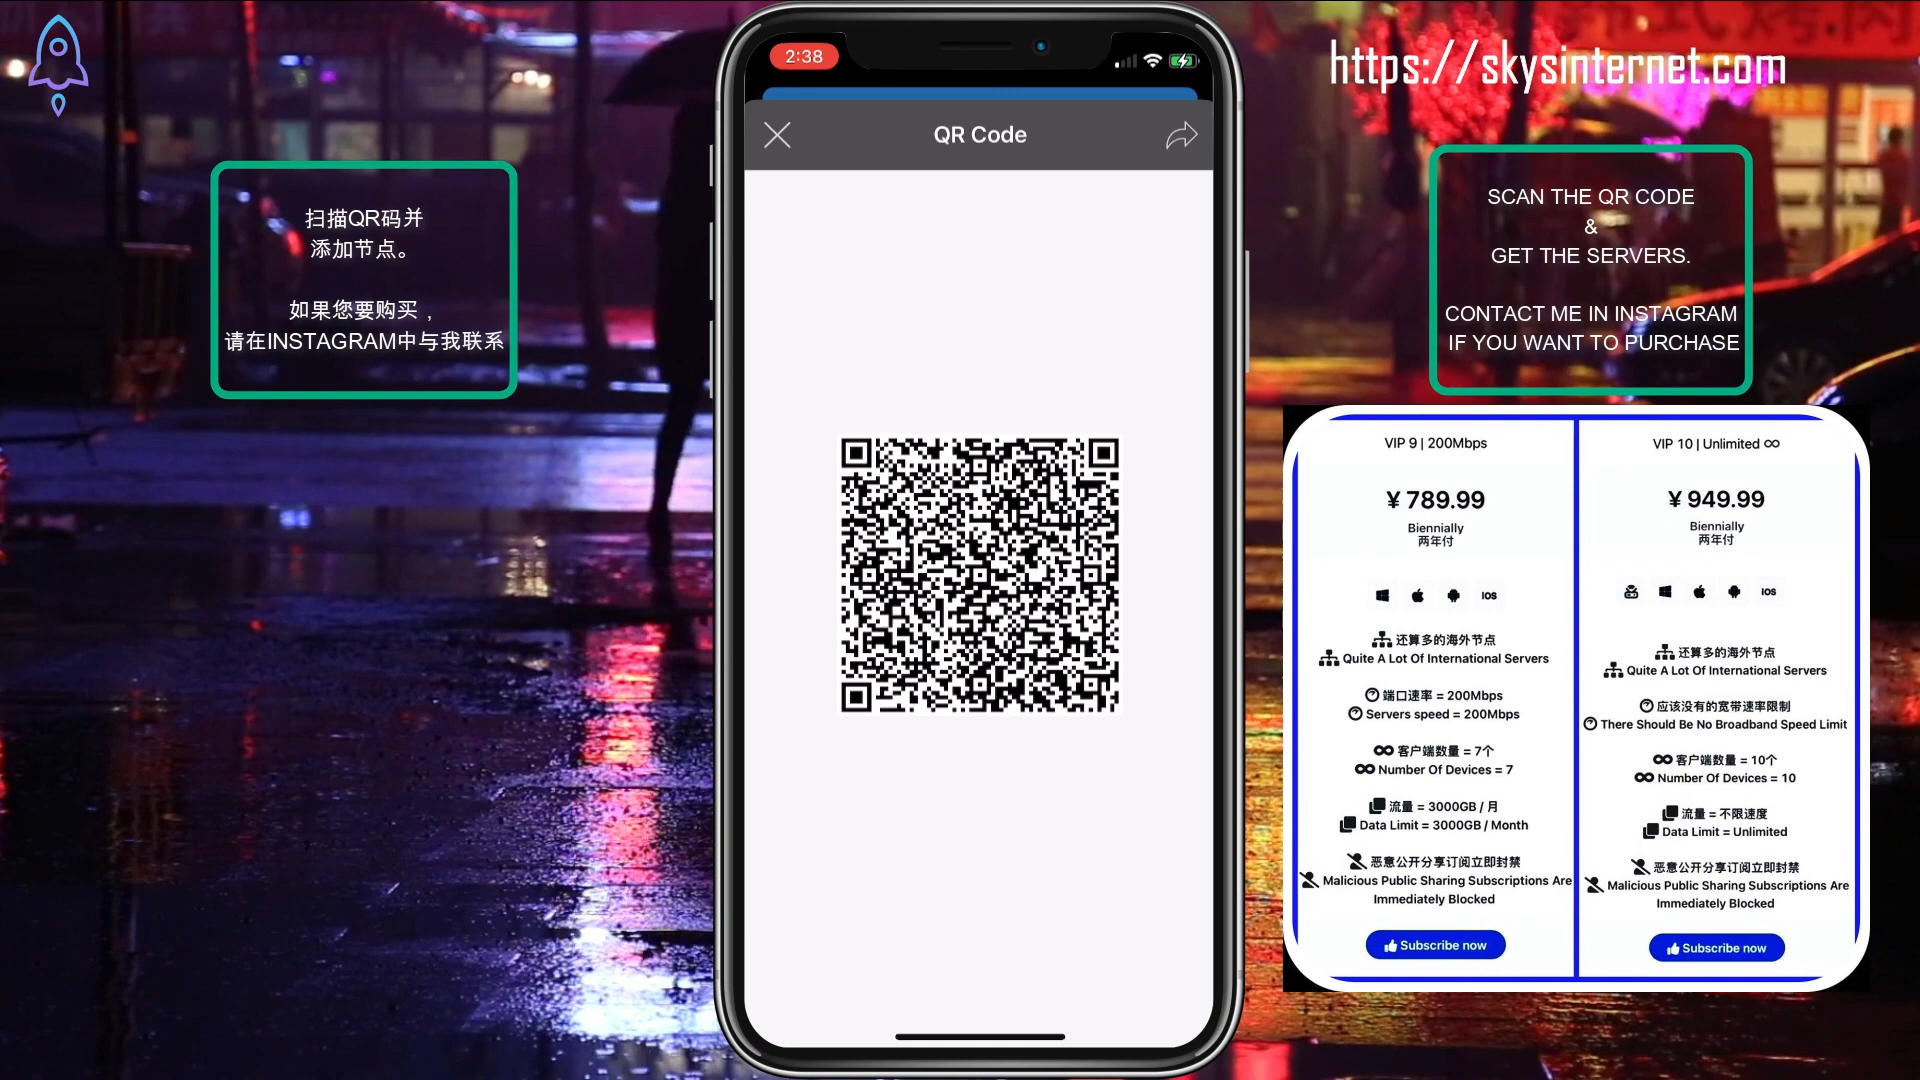 2:38
QR Code
https://skysinternet.com
扫描QR码并
添加节点。
如果您要购买，
请在INSTAGRAM中与我联系
SCAN THE QR CODE
&
GET THE SERVERS.
CONTACT ME IN INSTAGRAM
IF YOU WANT TO PURCHASE
VIP 9 | 200Mbps
¥ 789.99
Biennially
两年付
iOS
还算多的海外节点
Quite A Lot Of International Servers
端口速率 = 200Mbps
Servers speed = 200Mbps
客户端数量 = 7个
Number Of Devices = 7
流量 = 3000GB / 月
Data Limit = 3000GB / Month
恶意公开分享订阅立即封禁
Malicious Public Sharing Subscriptions Are
Immediately Blocked
Subscribe now
VIP 10 | Unlimited ∞
¥ 949.99
Biennially
两年付
iOS
还算多的海外节点
Quite A Lot Of International Servers
应该没有的宽带速率限制
There Should Be No Broadband Speed Limit
客户端数量 = 10个
Number Of Devices = 10
流量 = 不限速度
Data Limit = Unlimited
恶意公开分享订阅立即封禁
Malicious Public Sharing Subscriptions Are
Immediately Blocked
Subscribe now